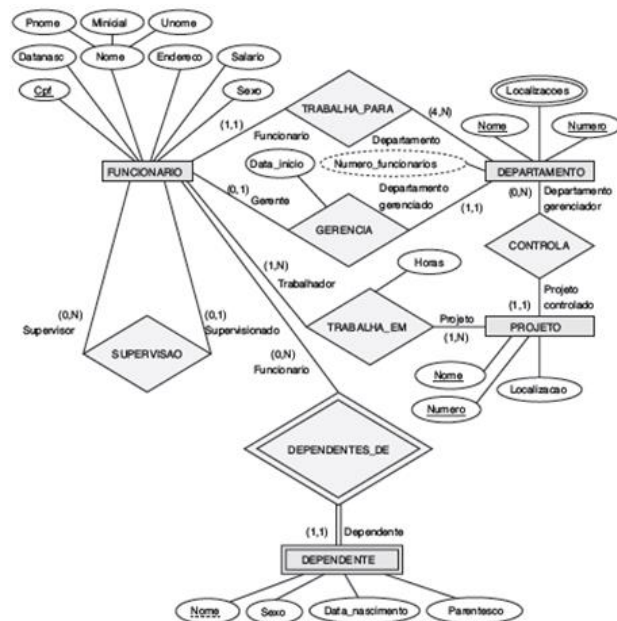 Pnome Minicial Unome
Datanasc Nome Endereco Salario
Cpf Sexo
TRABALHA_PARA
(1,1) (4,N)
Funcionario Departamento
Localizacoes
Nome Numero
FUNCIONARIO
Data_inicio
Numero_funcionarios
DEPARTAMENTO
(0,1)
Gerente
GERENCIA
Departamento
gerenciado
(1,1)
(0,N) Departamento
gerenciador
CONTROLA
Projeto
controlado
(1,1)
(1,N)
Trabalhador
Horas
TRABALHA_EM
Projeto
(1,N)
PROJETO
Nome
Numero
Localizacao
(0,N)
Supervisor
(0,1)
Supervisionado
SUPERVISAO
(0,N)
Funcionario
DEPENDENTES_DE
(1,1) Dependente
DEPENDENTE
Nome Sexo Data_nascimento Parentesco